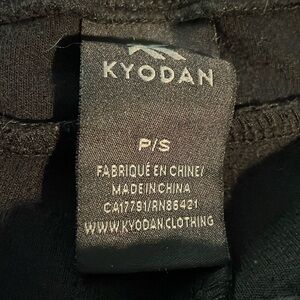 KYODAN
P/S
FABRIQUÉ EN CHINE/
MADE IN CHINA
CA17791/RN86421
WWW.KYODAN.CLOTHING